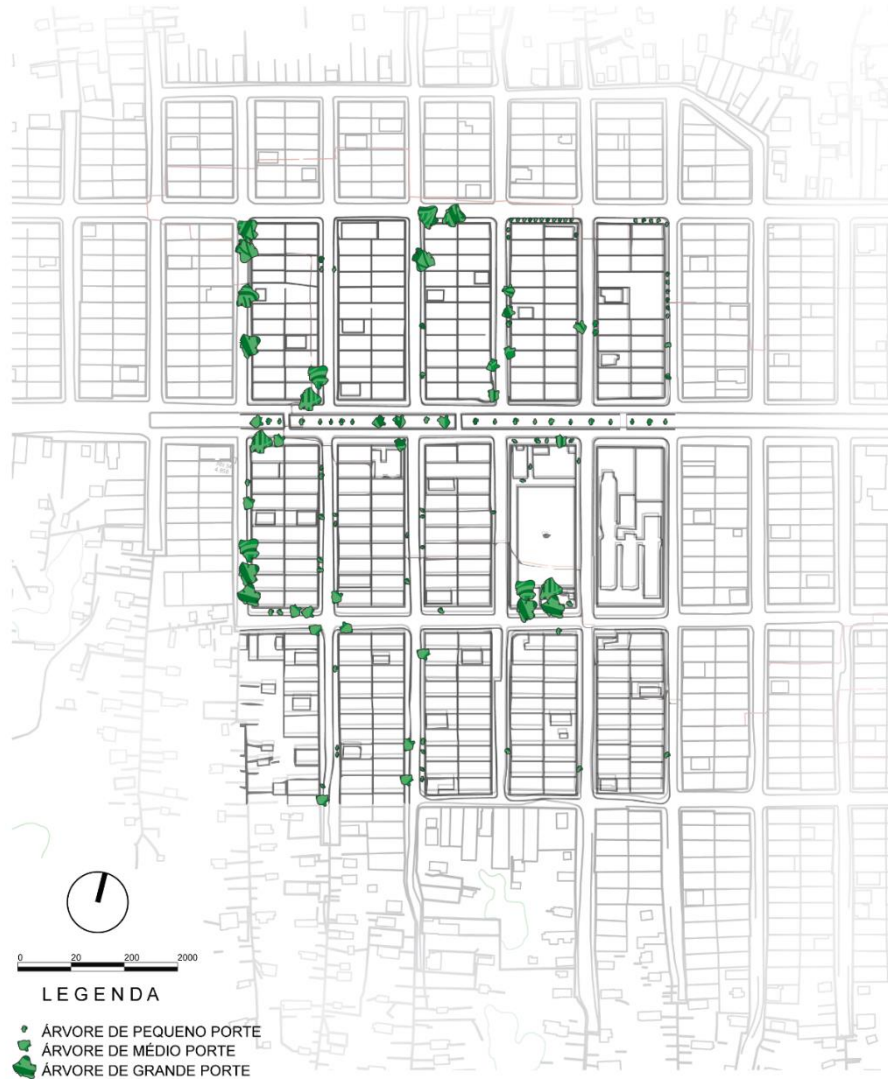 0 20 200 2000
LEGENDA
ÁRVORE DE PEQUENO PORTE
ÁRVORE DE MÉDIO PORTE
ÁRVORE DE GRANDE PORTE